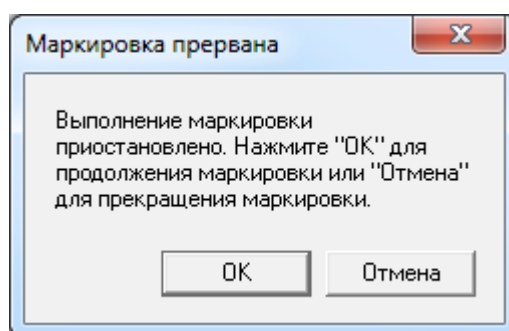 Маркировка прервана
Выполнение маркировки
приостановлено. Нажмите "ОК" для
продолжения маркировки или "Отмена"
для прекращения маркировки.
ОК
Отмена